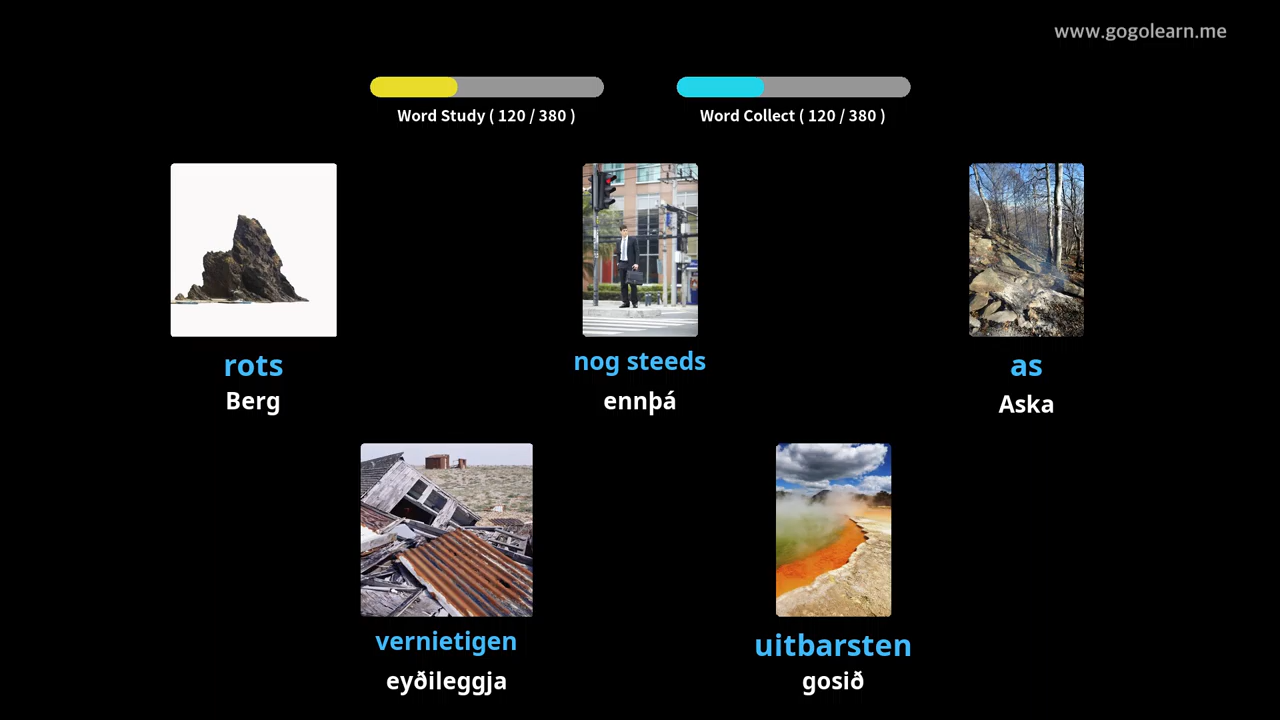 www.gogolearn.me
Word Study ( 120 / 380 )
Word Collect ( 120 / 380 )
rots
Berg
nog steeds
ennþá
as
Aska
vernietigen
eyðileggja
uitbarsten
gosið